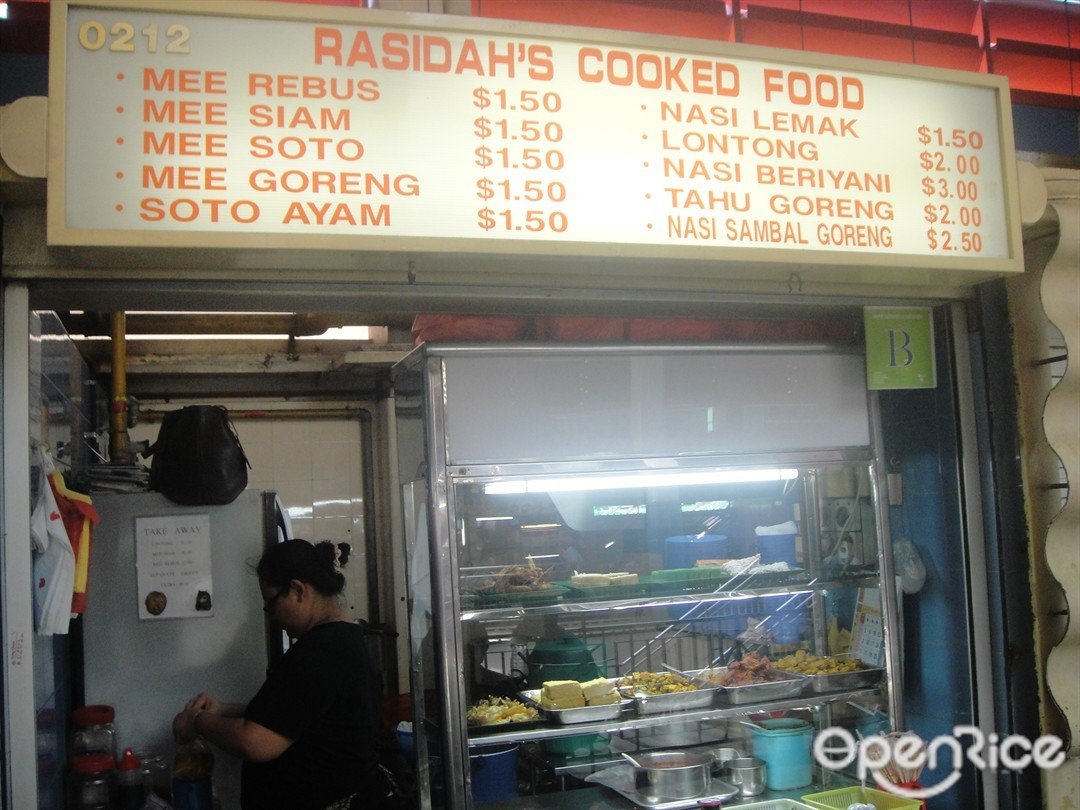 0212
RASIDAH'S COOKED FOOD
· MEE REBUS $1.50
· MEE SIAM $1.50
· MEE SOTO $1.50
· MEE GORENG $1.50
· SOTO AYAM $1.50
· NASI LEMAK $1.50
· LONTONG $2.00
· NASI BERIYANI $3.00
· TAHU GORENG $2.00
· NASI SAMBAL GORENG $2.50
B
TAKE AWAY
OpenRice